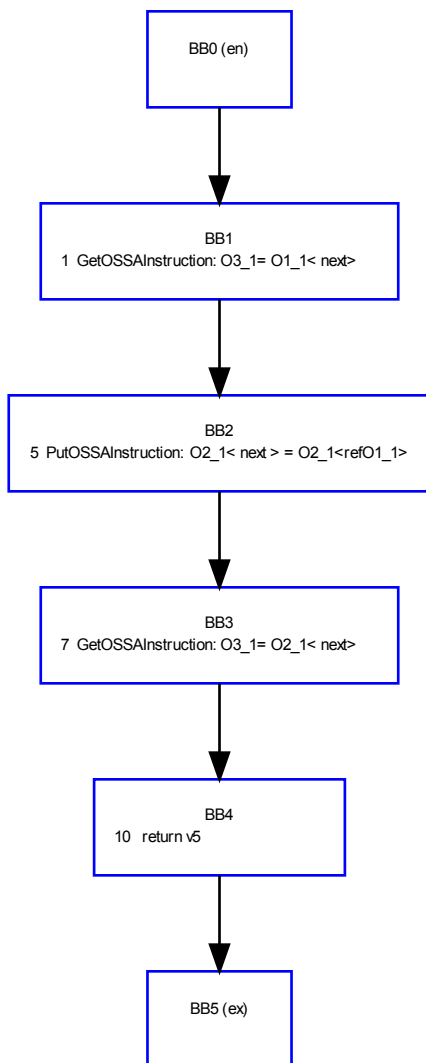 BB0 (en)
BB1
1 GetOSSAInstruction: O3_1= O1_1< next>
BB2
5 PutOSSAInstruction: O2_1< next > = O2_1<refO1_1>
BB3
7 GetOSSAInstruction: O3_1= O2_1< next>
BB4
10 return v5
BB5 (ex)